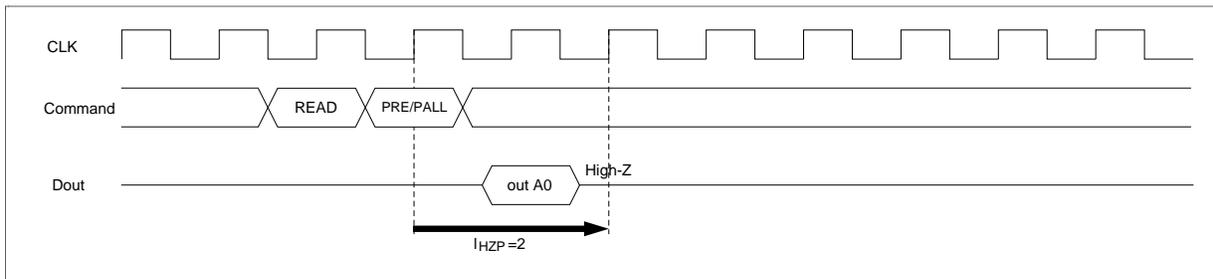 CLK
Command READ PRE/PALL
High-Z
Dout out A0
lHZP =2